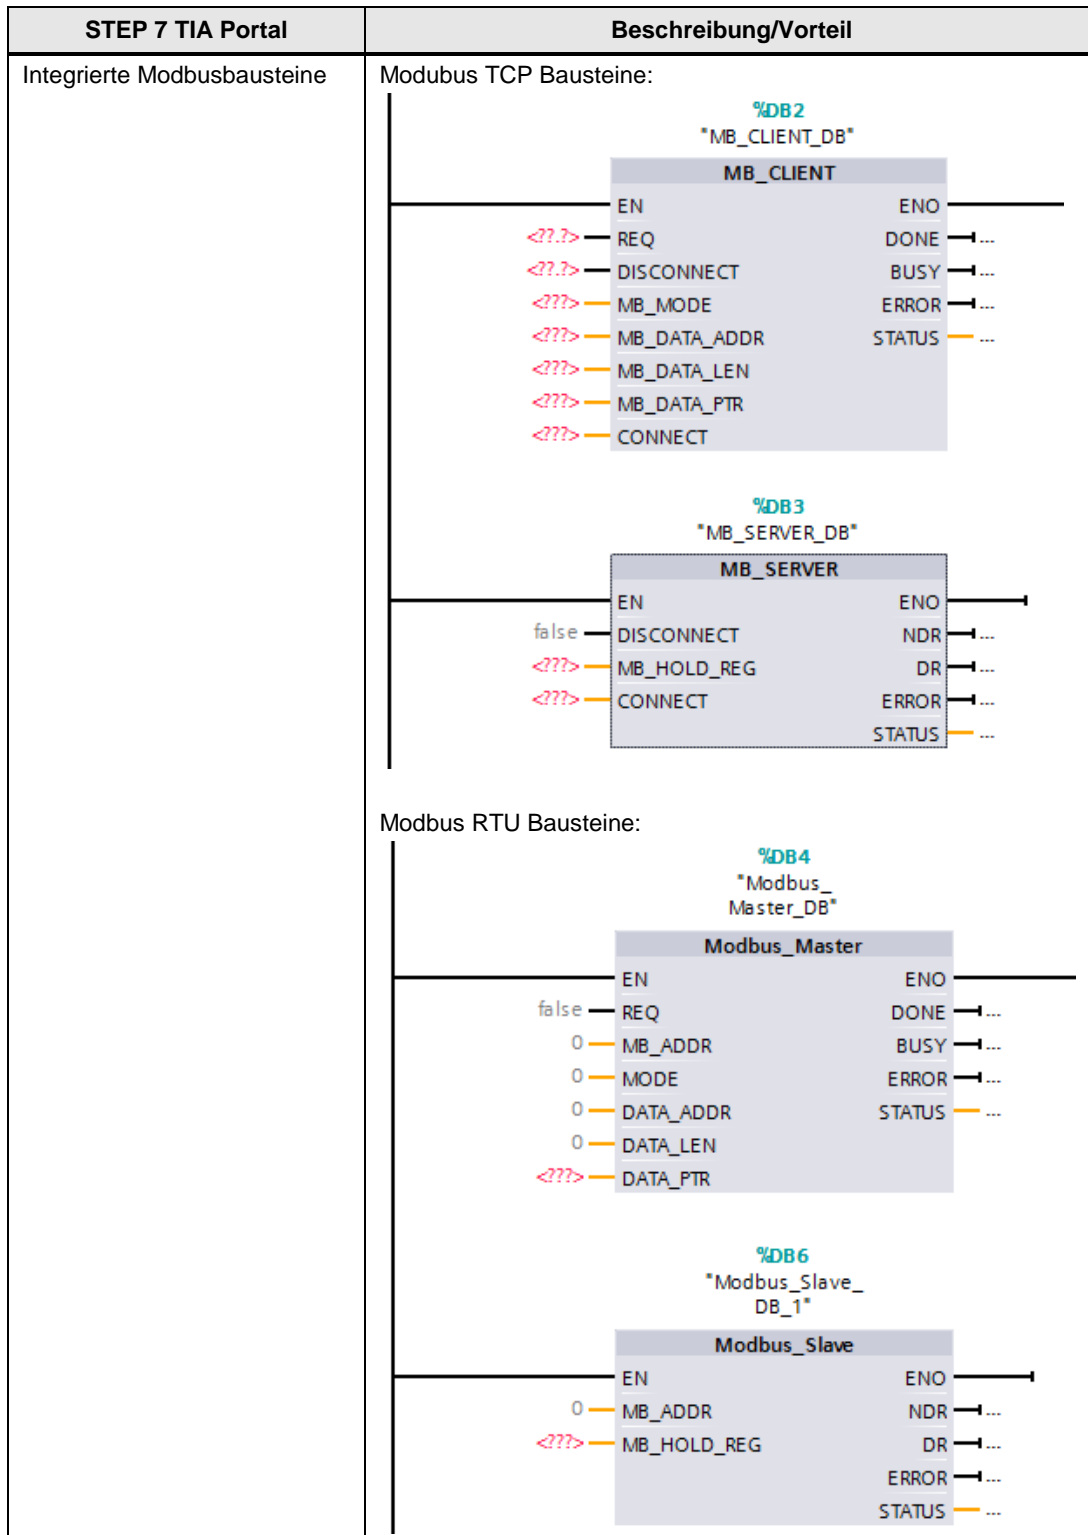 STEP 7 TIA Portal Beschreibung/Vorteil
Integrierte Modbusbausteine Modubus TCP Bausteine:
%DB2
"MB_CLIENT_DB"
MB_CLIENT
EN ENO
<??.?> REQ DONE ...
<??.?> DISCONNECT BUSY ...
<???> MB_MODE ERROR ...
<???> MB_DATA_ADDR STATUS ...
<???> MB_DATA_LEN
<???> MB_DATA_PTR
<???> CONNECT
%DB3
"MB_SERVER_DB"
MB_SERVER
EN ENO
false DISCONNECT NDR ...
<???> MB_HOLD_REG DR ...
<???> CONNECT ERROR ...
STATUS ...
Modbus RTU Bausteine:
%DB4
"Modbus_
Master_DB"
Modbus_Master
EN ENO
false REQ DONE ...
0 MB_ADDR BUSY ...
0 MODE ERROR ...
0 DATA_ADDR STATUS ...
0 DATA_LEN
<???> DATA_PTR
%DB6
"Modbus_Slave_
DB_1"
Modbus_Slave
EN ENO
0 MB_ADDR NDR ...
<???> MB_HOLD_REG DR ...
ERROR ...
STATUS ...